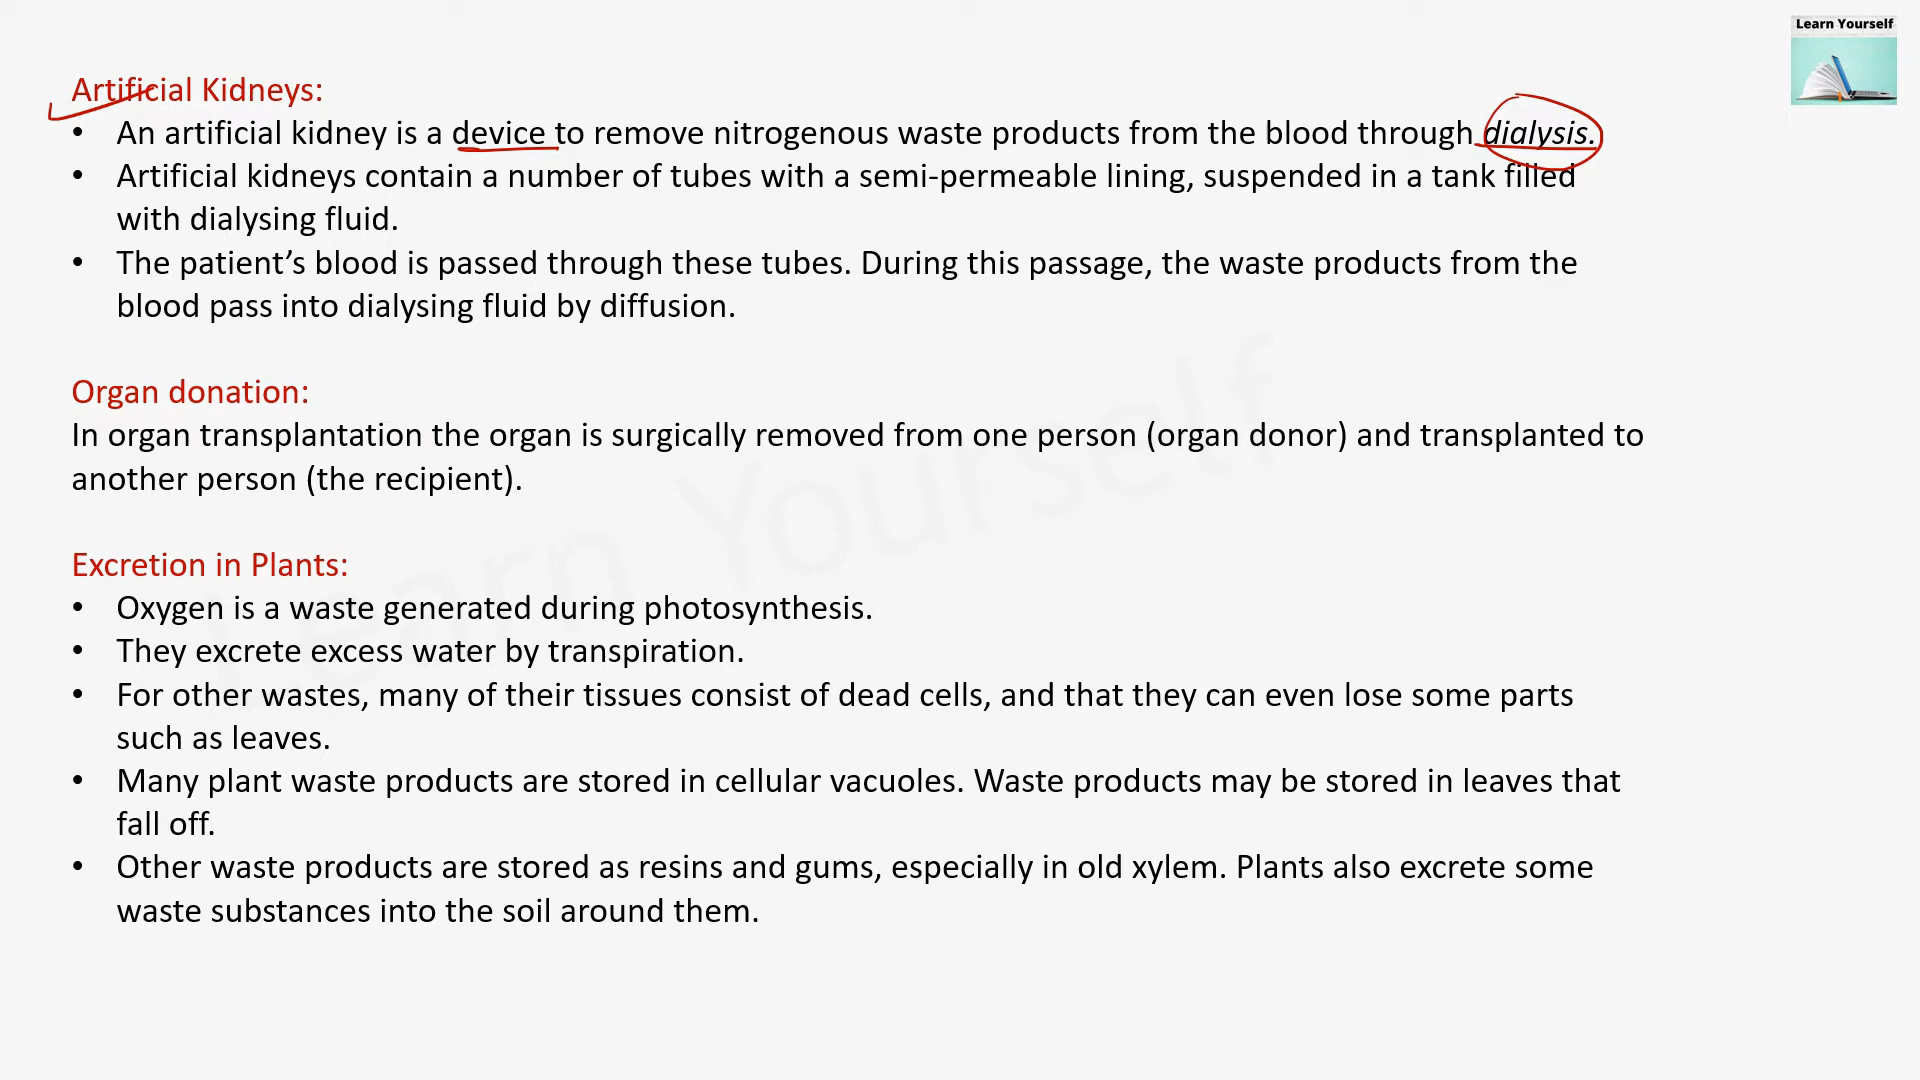 Learn Yourself
Artificial Kidneys:
• An artificial kidney is a device to remove nitrogenous waste products from the blood through dialysis.
• Artificial kidneys contain a number of tubes with a semi-permeable lining, suspended in a tank filled
with dialysing fluid.
• The patient’s blood is passed through these tubes. During this passage, the waste products from the
blood pass into dialysing fluid by diffusion.
Organ donation:
In organ transplantation the organ is surgically removed from one person (organ donor) and transplanted to
another person (the recipient).
Excretion in Plants:
• Oxygen is a waste generated during photosynthesis.
• They excrete excess water by transpiration.
• For other wastes, many of their tissues consist of dead cells, and that they can even lose some parts
such as leaves.
• Many plant waste products are stored in cellular vacuoles. Waste products may be stored in leaves that
fall off.
• Other waste products are stored as resins and gums, especially in old xylem. Plants also excrete some
waste substances into the soil around them.
Learn Yourself